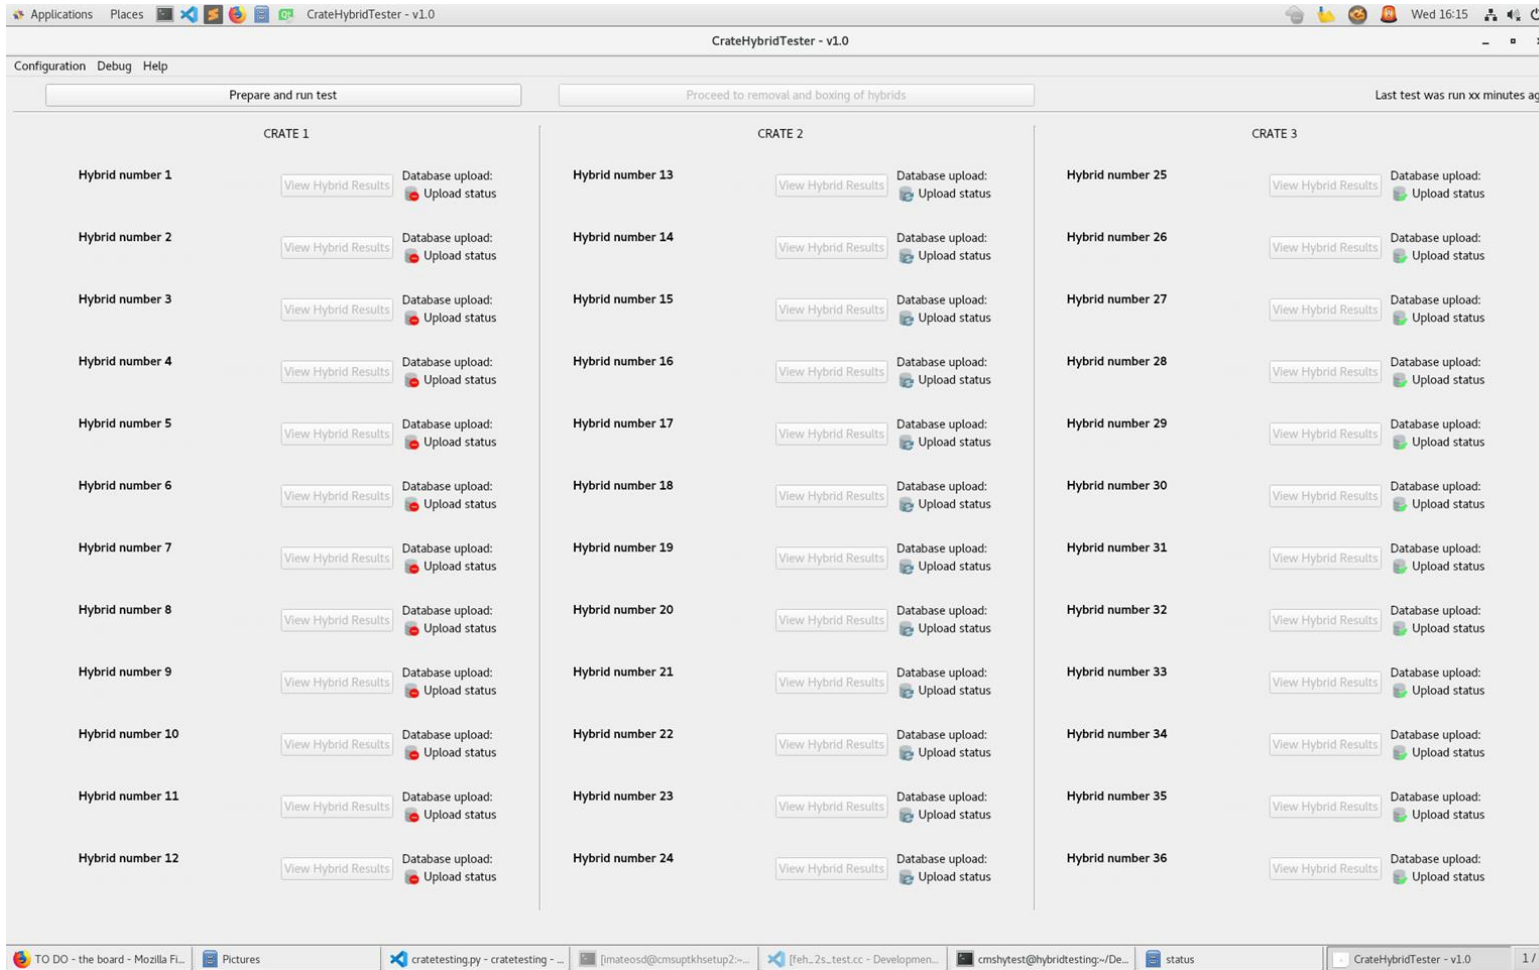 Applications Places CrateHybridTester - v1.0 Wed 16:15
CrateHybridTester - v1.0
Configuration Debug Help
Prepare and run test Proceed to removal and boxing of hybrids Last test was run xx minutes ag
CRATE 1 CRATE 2 CRATE 3
Hybrid number 1 View Hybrid Results Database upload: Hybrid number 13 View Hybrid Results Database upload: Hybrid number 25 View Hybrid Results Database upload:
Upload status Upload status Upload status
Hybrid number 2 View Hybrid Results Database upload: Hybrid number 14 View Hybrid Results Database upload: Hybrid number 26 View Hybrid Results Database upload:
Upload status Upload status Upload status
Hybrid number 3 View Hybrid Results Database upload: Hybrid number 15 View Hybrid Results Database upload: Hybrid number 27 View Hybrid Results Database upload:
Upload status Upload status Upload status
Hybrid number 4 View Hybrid Results Database upload: Hybrid number 16 View Hybrid Results Database upload: Hybrid number 28 View Hybrid Results Database upload:
Upload status Upload status Upload status
Hybrid number 5 View Hybrid Results Database upload: Hybrid number 17 View Hybrid Results Database upload: Hybrid number 29 View Hybrid Results Database upload:
Upload status Upload status Upload status
Hybrid number 6 View Hybrid Results Database upload: Hybrid number 18 View Hybrid Results Database upload: Hybrid number 30 View Hybrid Results Database upload:
Upload status Upload status Upload status
Hybrid number 7 View Hybrid Results Database upload: Hybrid number 19 View Hybrid Results Database upload: Hybrid number 31 View Hybrid Results Database upload:
Upload status Upload status Upload status
Hybrid number 8 View Hybrid Results Database upload: Hybrid number 20 View Hybrid Results Database upload: Hybrid number 32 View Hybrid Results Database upload:
Upload status Upload status Upload status
Hybrid number 9 View Hybrid Results Database upload: Hybrid number 21 View Hybrid Results Database upload: Hybrid number 33 View Hybrid Results Database upload:
Upload status Upload status Upload status
Hybrid number 10 View Hybrid Results Database upload: Hybrid number 22 View Hybrid Results Database upload: Hybrid number 34 View Hybrid Results Database upload:
Upload status Upload status Upload status
Hybrid number 11 View Hybrid Results Database upload: Hybrid number 23 View Hybrid Results Database upload: Hybrid number 35 View Hybrid Results Database upload:
Upload status Upload status Upload status
Hybrid number 12 View Hybrid Results Database upload: Hybrid number 24 View Hybrid Results Database upload: Hybrid number 36 View Hybrid Results Database upload:
Upload status Upload status Upload status
TO DO - the board - Mozilla Fi... Pictures cratetesting.py - cratetesting - ... [imateosd@cmsuptkhsetup2:~... [feh_2s_test.cc - Developmen... cmshytest@hybridtesting:~/De... status CrateHybridTester - v1.0 1/